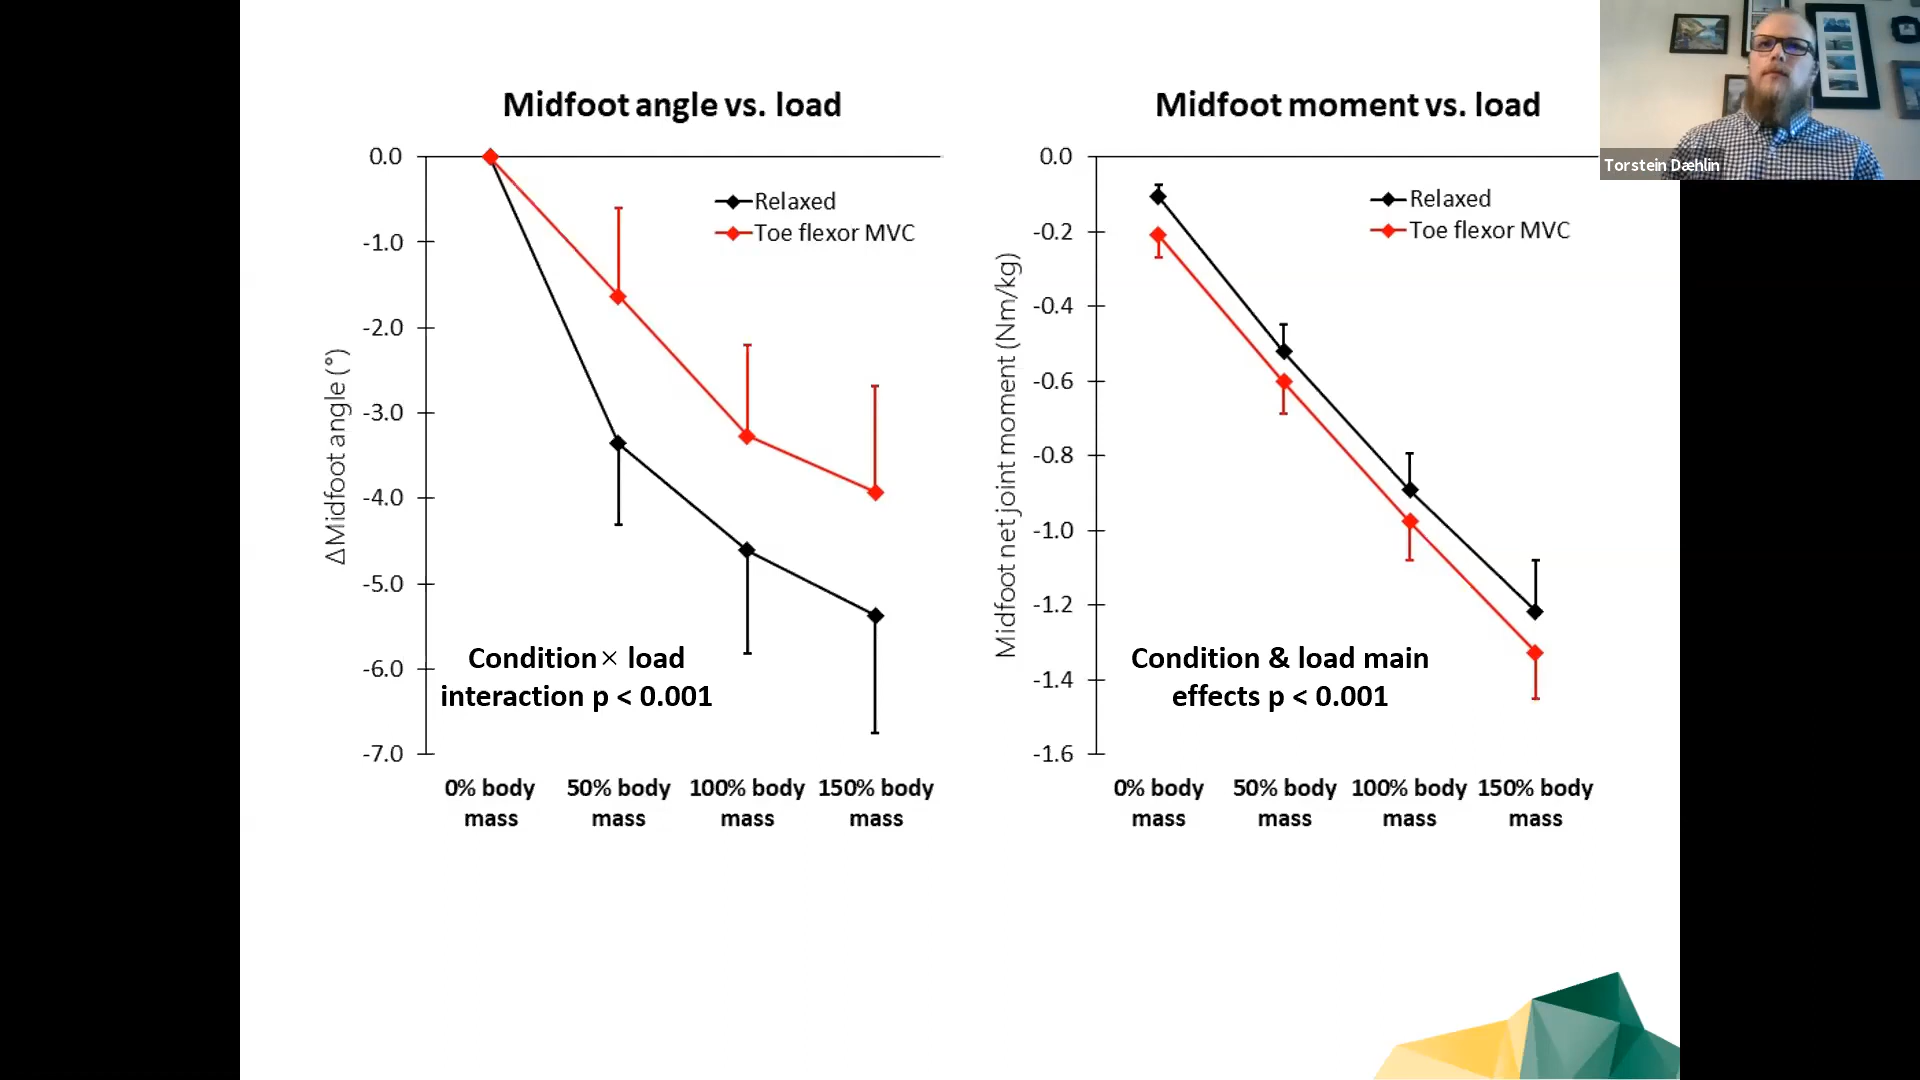 Midfoot angle vs. load
0.0
-1.0
-2.0
-3.0
-4.0
-5.0
-6.0
-7.0
ΔMidfoot angle (°)
Relaxed
Toe flexor MVC
Condition × load
interaction p < 0.001
0% body
mass
50% body
mass
100% body
mass
150% body
mass
Midfoot moment vs. load
0.0
-0.2
-0.4
-0.6
-0.8
-1.0
-1.2
-1.4
-1.6
Midfoot net joint moment (Nm/kg)
Relaxed
Toe flexor MVC
Condition & load main
effects p < 0.001
0% body
mass
50% body
mass
100% body
mass
150% body
mass
Torstein Dæhlin